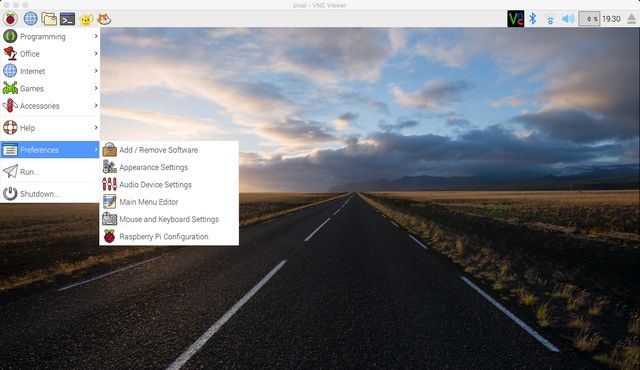 pixel - VNC Viewer
0 %
19:30
Programming
Office
Internet
Games
Accessories
Help
Preferences
Run...
Shutdown...
Add / Remove Software
Appearance Settings
Audio Device Settings
Main Menu Editor
Mouse and Keyboard Settings
Raspberry Pi Configuration